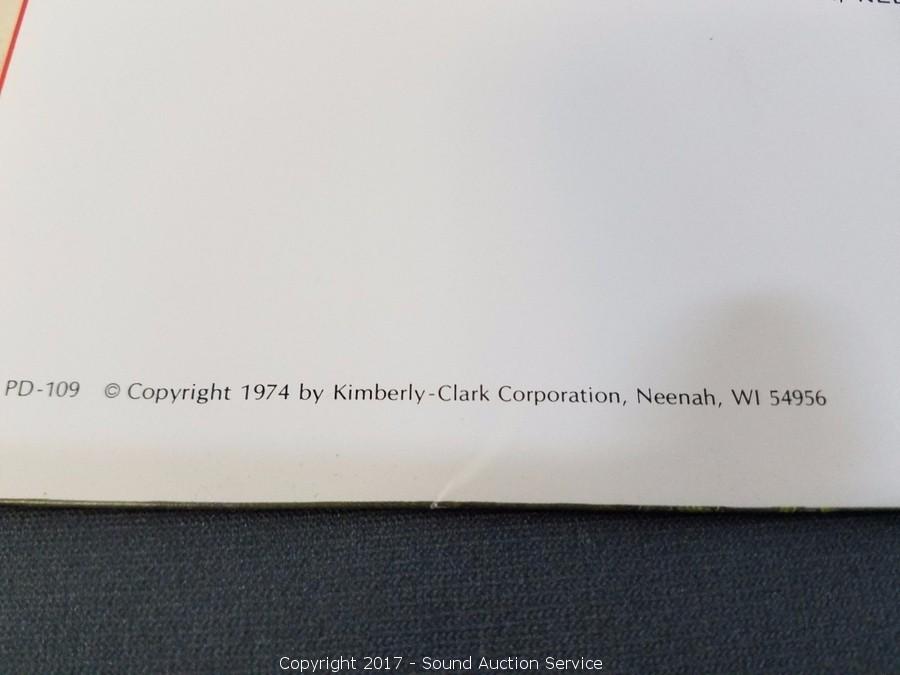 PD-109 © Copyright 1974 by Kimberly-Clark Corporation, Neenah, WI 54956
Copyright 2017 - Sound Auction Service